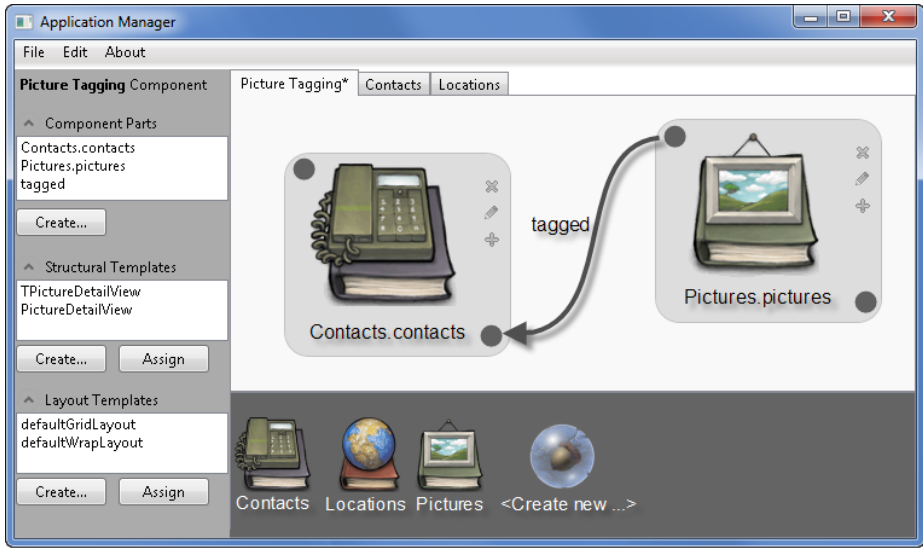 Application Manager
File Edit About
Picture Tagging Component
Component Parts
Contacts.contacts
Pictures.pictures
tagged
Create...
Structural Templates
TPictureDetailView
PictureDetailView
Create... Assign
Layout Templates
defaultGridLayout
defaultWrapLayout
Create... Assign
Picture Tagging* Contacts Locations
Contacts.contacts
tagged
Pictures.pictures
Contacts Locations Pictures <Create new ...>